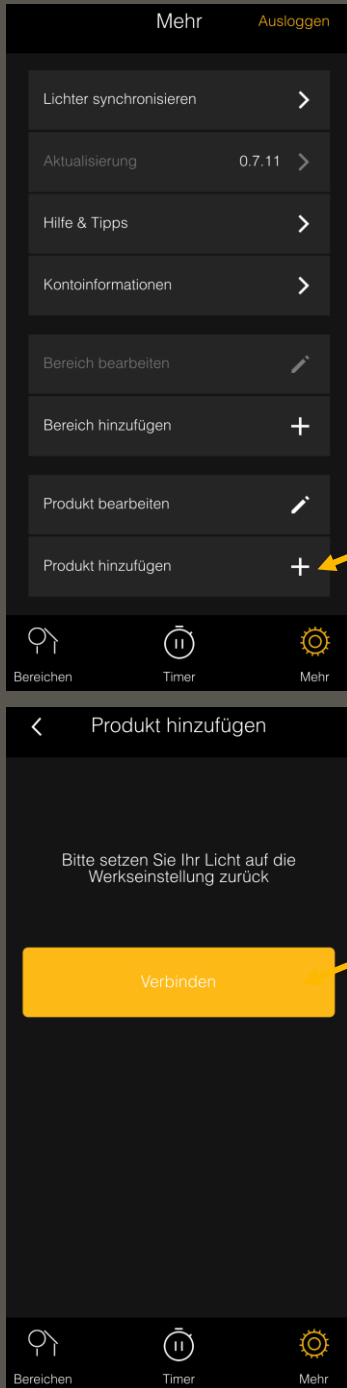 Mehr
Ausloggen
Lichter synchronisieren
Aktualisierung 0.7.11
Hilfe & Tipps
Kontoinformationen
Bereich bearbeiten
Bereich hinzufügen
Produkt bearbeiten
Produkt hinzufügen
Bereichen
Timer
Mehr
Produkt hinzufügen
Bitte setzen Sie Ihr Licht auf die
Werkseinstellung zurück
Verbinden
Bereichen
Timer
Mehr